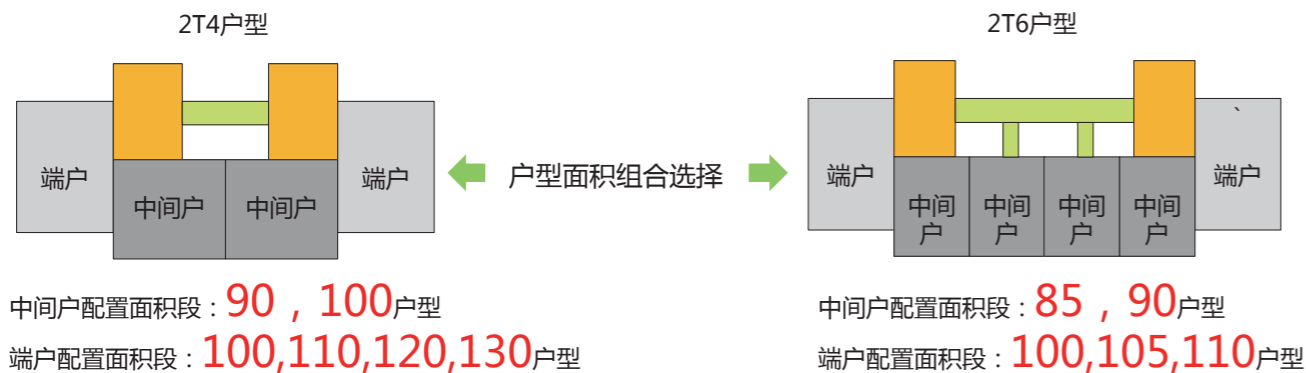 2T4户型
2T6户型
端户
中间户
中间户
端户
户型面积组合选择
端户
中间
户
中间
户
中间
户
中间
户
、
端户
中间户配置面积段：90，100户型
端户配置面积段：100,110,120,130户型
中间户配置面积段：85，90户型
端户配置面积段：100,105,110户型